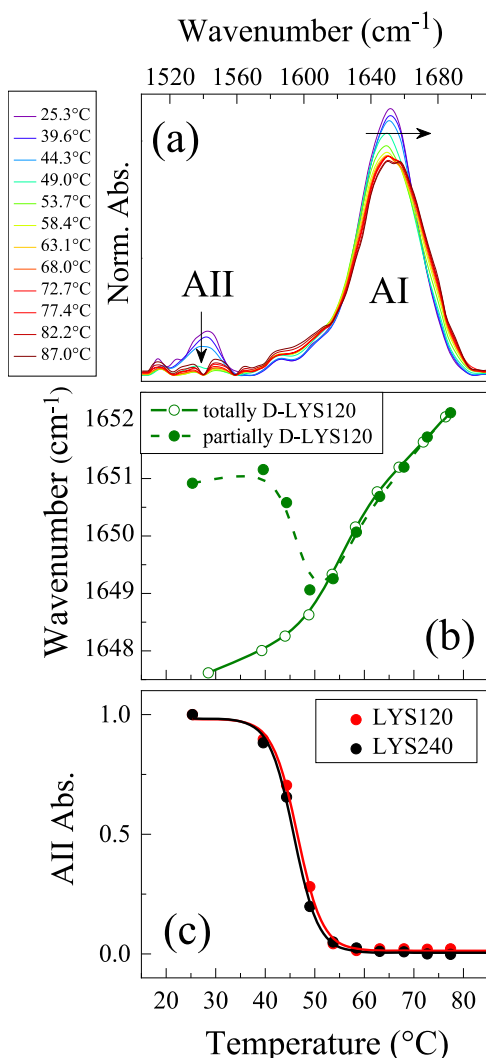 Wavenumber (cm-1)
1520 1560 1600 1640 1680
25.3°C
39.6°C
44.3°C
49.0°C
53.7°C
58.4°C
63.1°C
68.0°C
72.7°C
77.4°C
82.2°C
87.0°C
Norm. Abs.
(a)
AII
AI
Wavenumber (cm-1)
1652
1651
1650
1649
1648
totally D-LYS120
partially D-LYS120
(b)
AII Abs.
1.0
0.5
0.0
LYS120
LYS240
(c)
20 30 40 50 60 70 80
Temperature (°C)